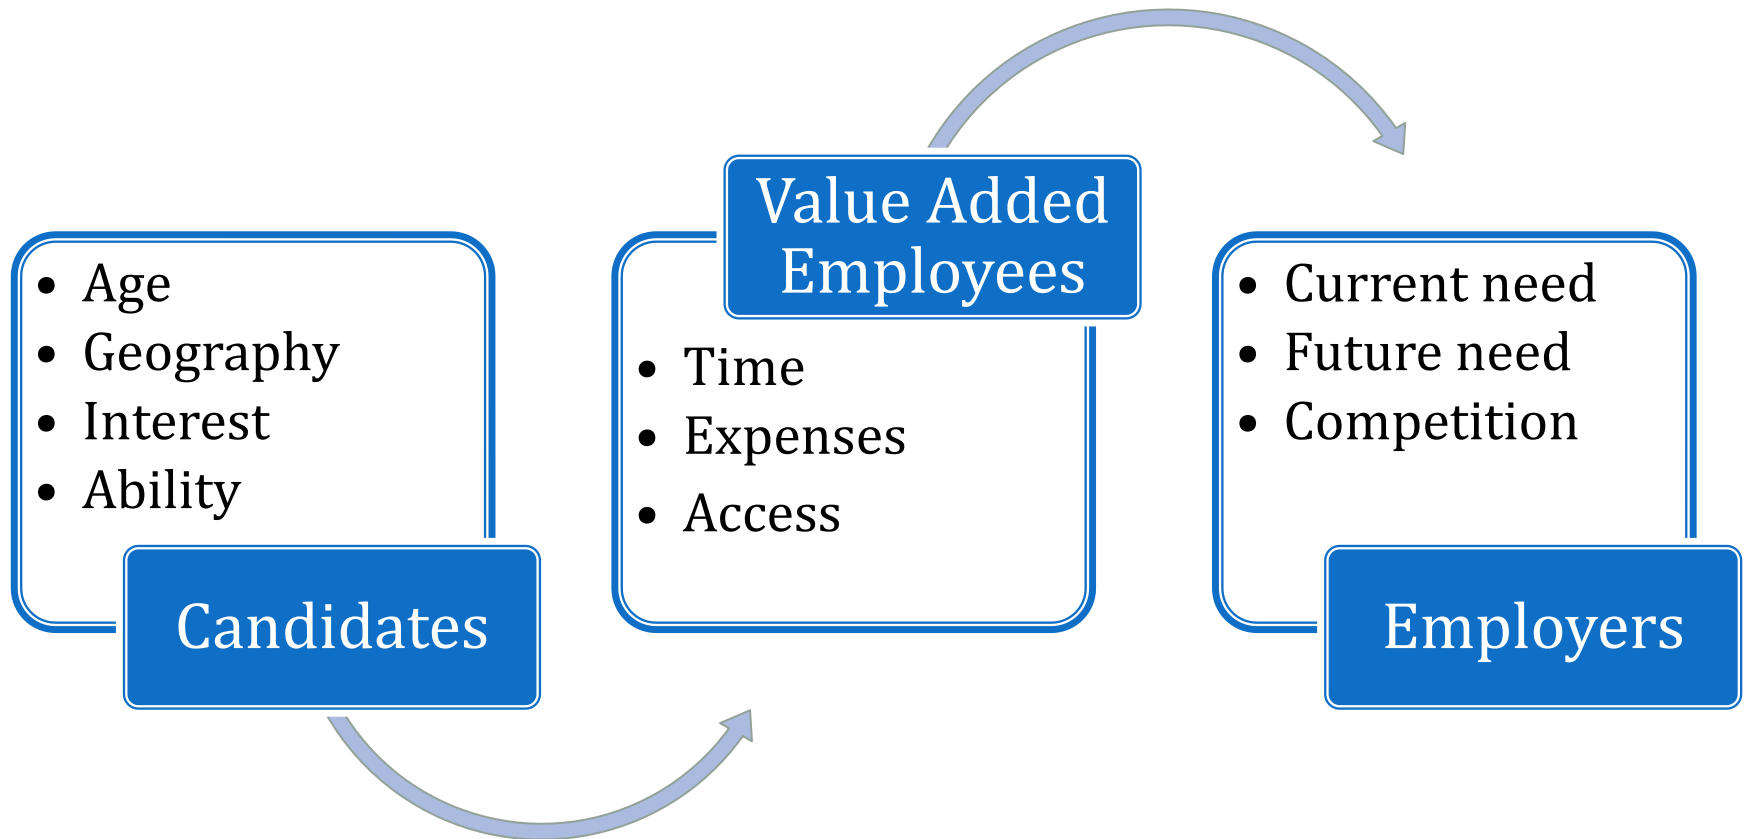 • Age
• Geography
• Interest
• Ability
Candidates
Value Added
Employees
• Time
• Expenses
• Access
• Current need
• Future need
• Competition
Employers